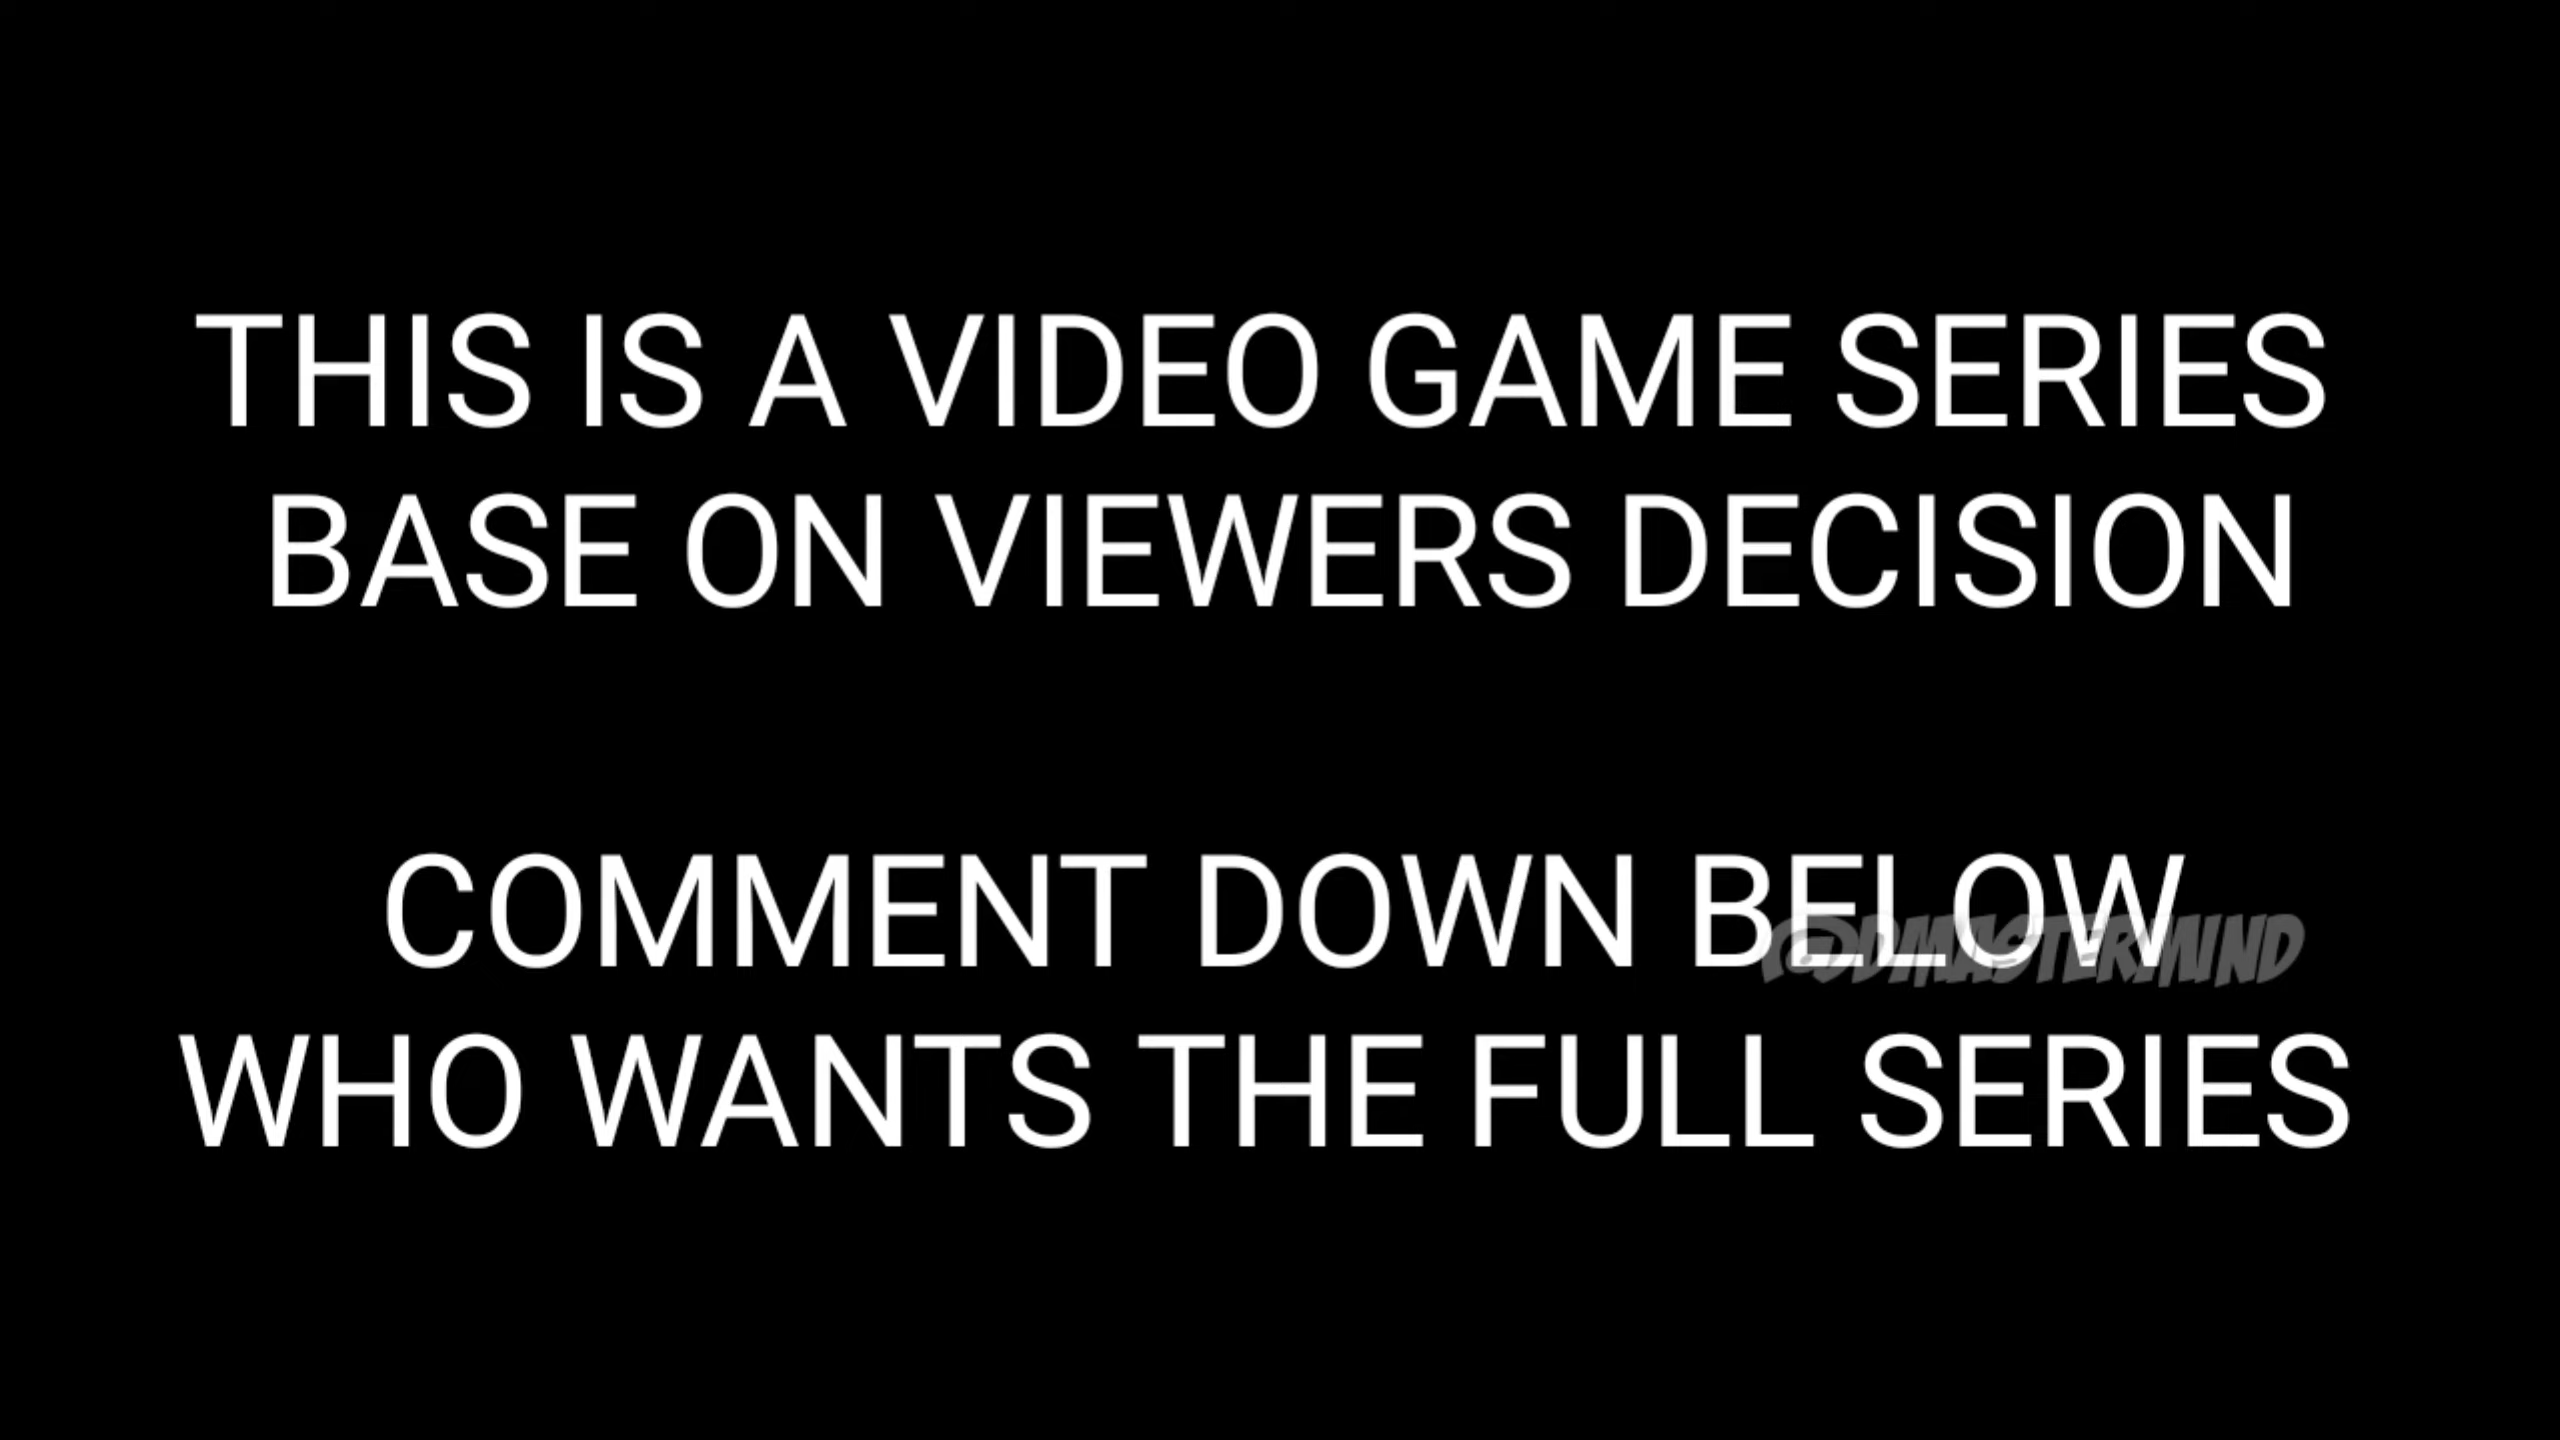 THIS IS A VIDEO GAME SERIES
BASE ON VIEWERS DECISION
COMMENT DOWN BELOW
@DMASTERMIND
WHO WANTS THE FULL SERIES